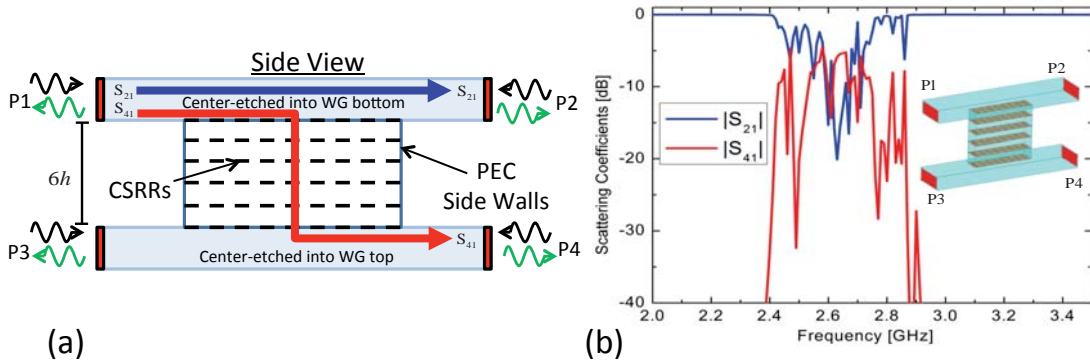 (a)
Side View
P1
S21
S21
P2
S41
Center-etched into WG bottom
6h
CSRRs
PEC
Side Walls
P3
S41
P4
Center-etched into WG top
(b)
Scattering Coefficients [dB]
0
-10
-20
-30
-40
|S21|
|S41|
P1
P2
P3
P4
2.0 2.2 2.4 2.6 2.8 3.0 3.2 3.4
Frequency [GHz]